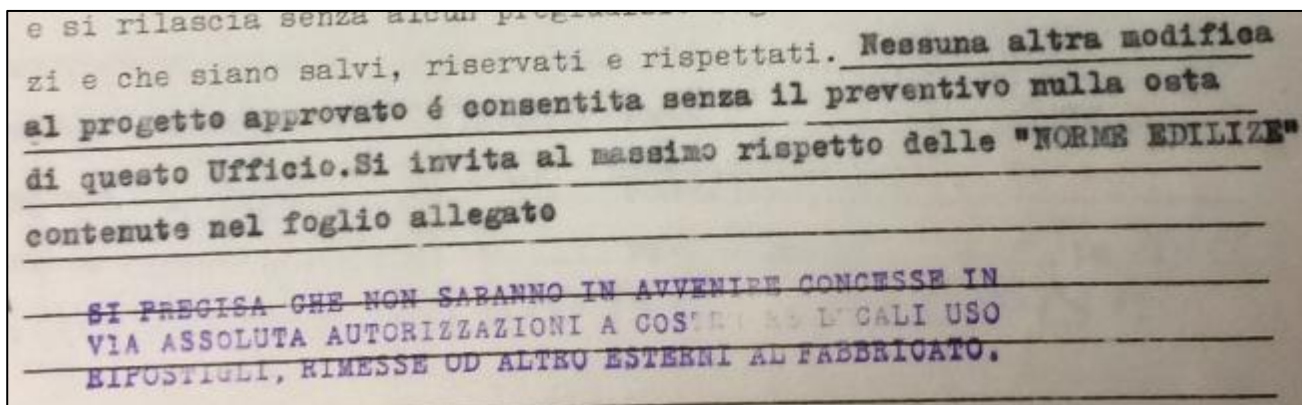 e si rilascia senza alcun
zi e che siano salvi, riservati e rispettati. Nessuna altra modifica
al progetto approvato é consentita senza il preventivo nulla osta
di questo Ufficio.Si invita al massimo rispetto delle "NORME EDILIZE"
contenute nel foglio allegato
SI PRECISA CHE NON SARANNO IN AVVENIRE CONCESSE IN
VIA ASSOLUTA AUTORIZZAZIONI A LOCALI USO
RIPOSTIGLI, RIMESSE OD ALTRO ESTERNI AL FABBRICATO.